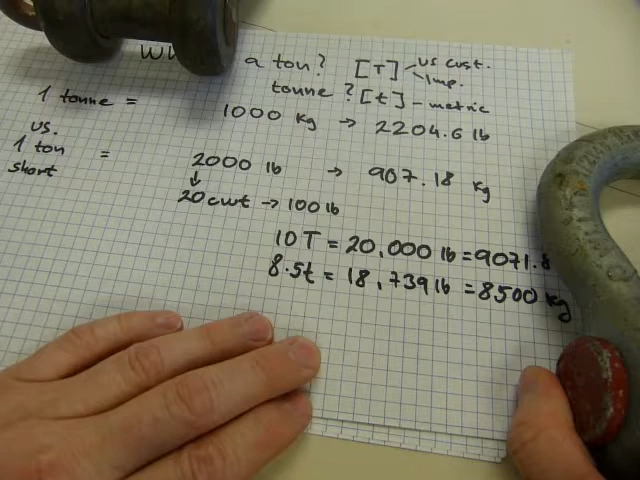 a ton? [T] us cust.
Imp.
tonne? [t] - metric
1 tonne = 1000 kg → 2204.6 lb
us.
1 ton = 2000 lb → 907.18 kg
short
↓
20 cwt → 100 lb
10 T = 20,000 lb = 9071.8
8.5t = 18,739 lb = 8500 kg